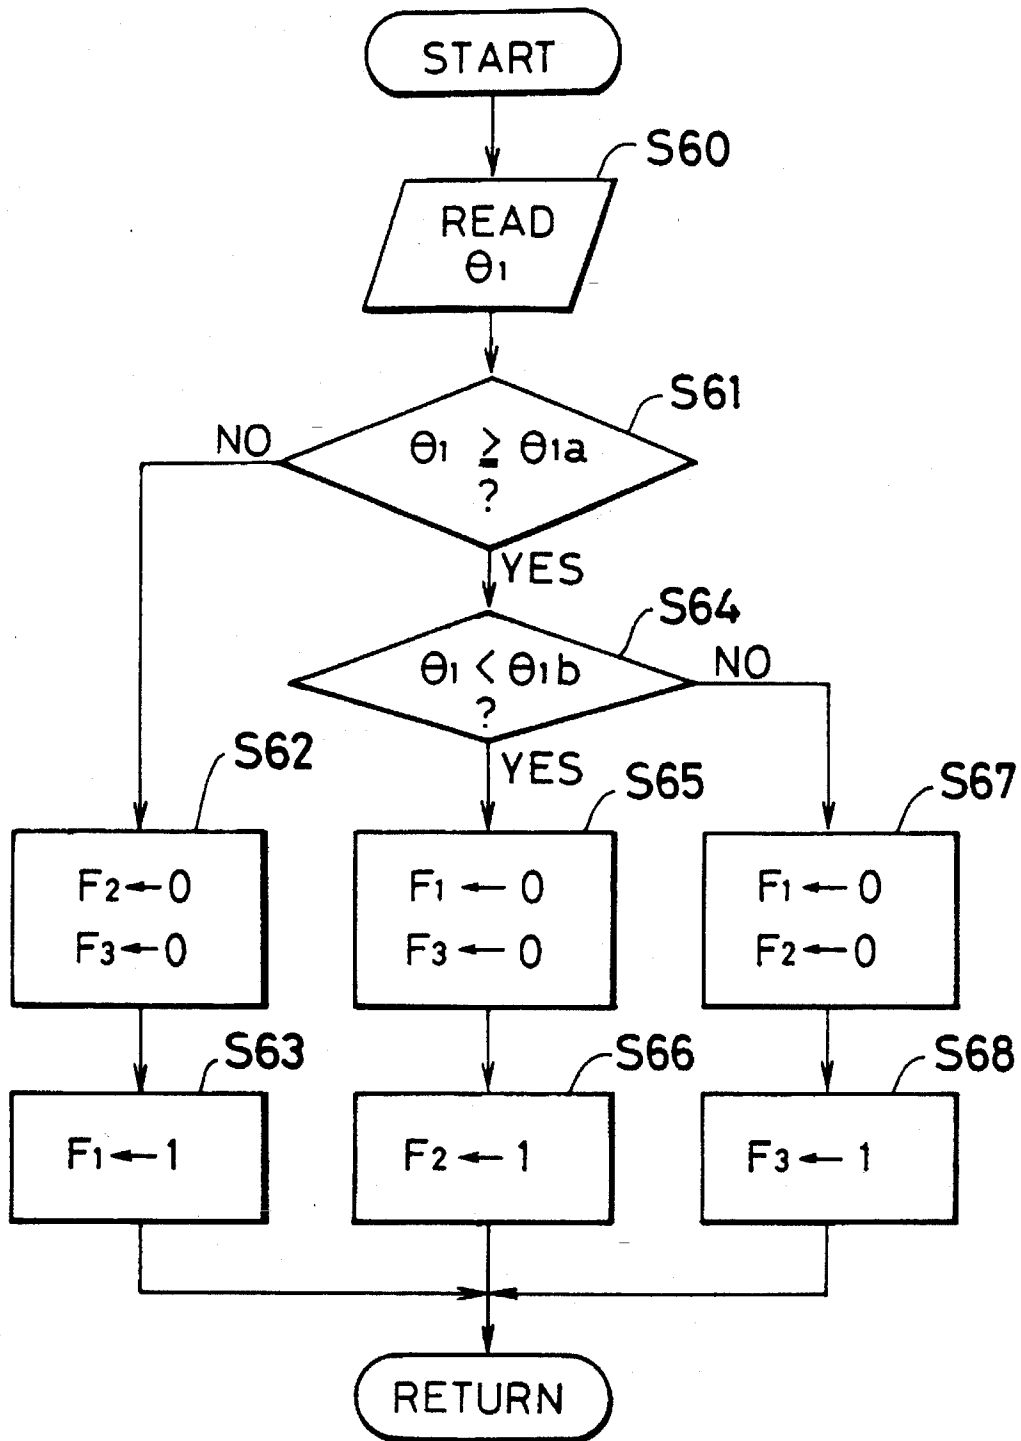 START
S60
READ
θ1
S61
NO
θ1 ≥ θ1a
?
YES
S64
θ1 < θ1b
?
NO
YES
S62
S65
S67
F2←0
F3←0
F1←0
F3←0
F1←0
F2←0
S63
S66
S68
F1←1
F2←1
F3←1
RETURN